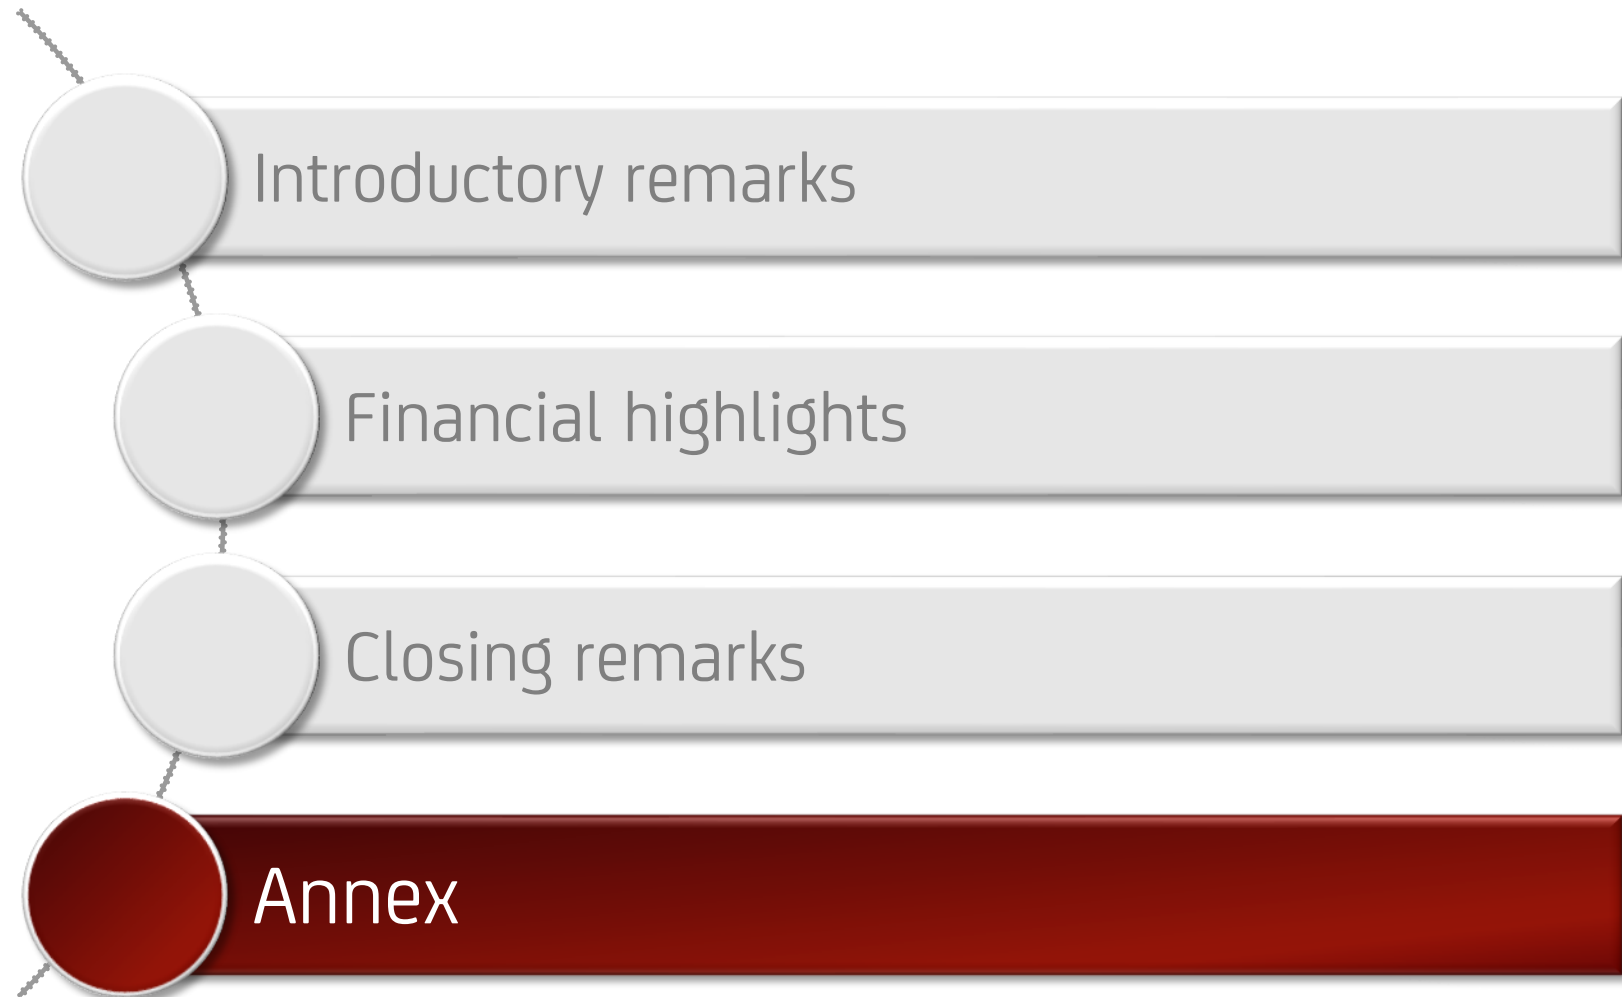 Introductory remarks
Financial highlights
Closing remarks
Annex